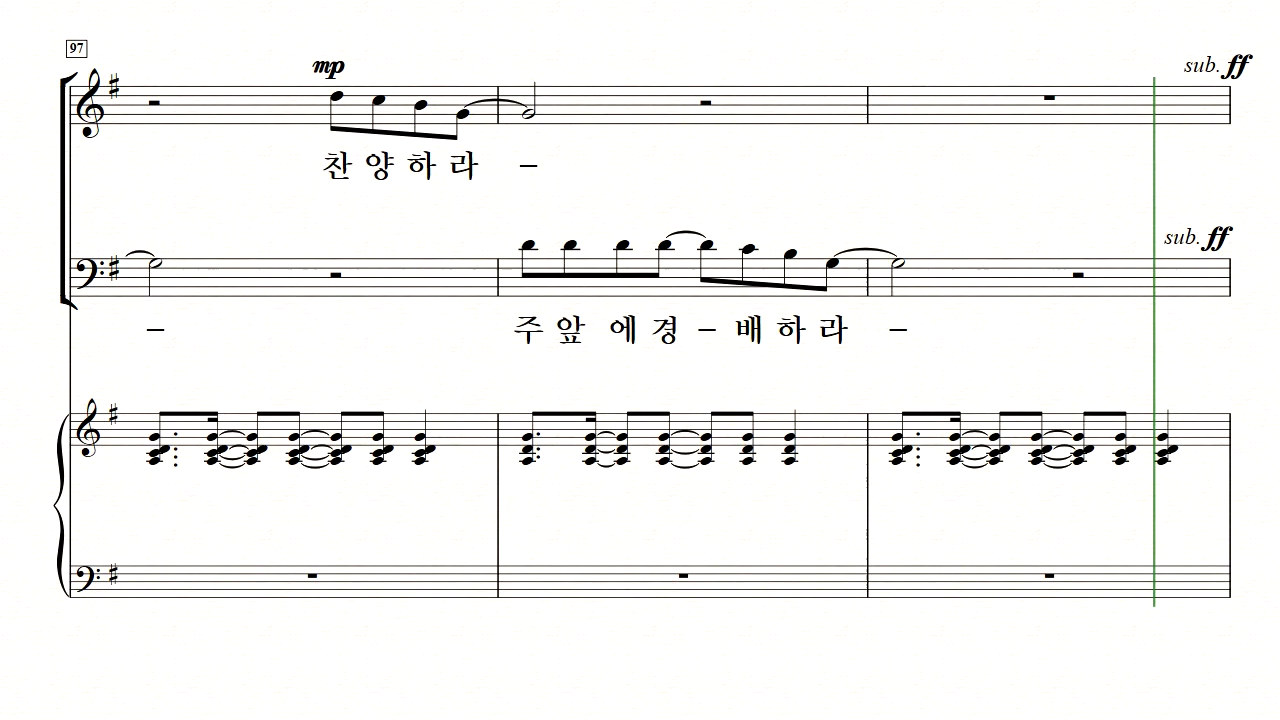 97
mp
sub. ff
찬 양 하 라 –
sub. ff
– 주 앞 에 경 – 배 하 라 –